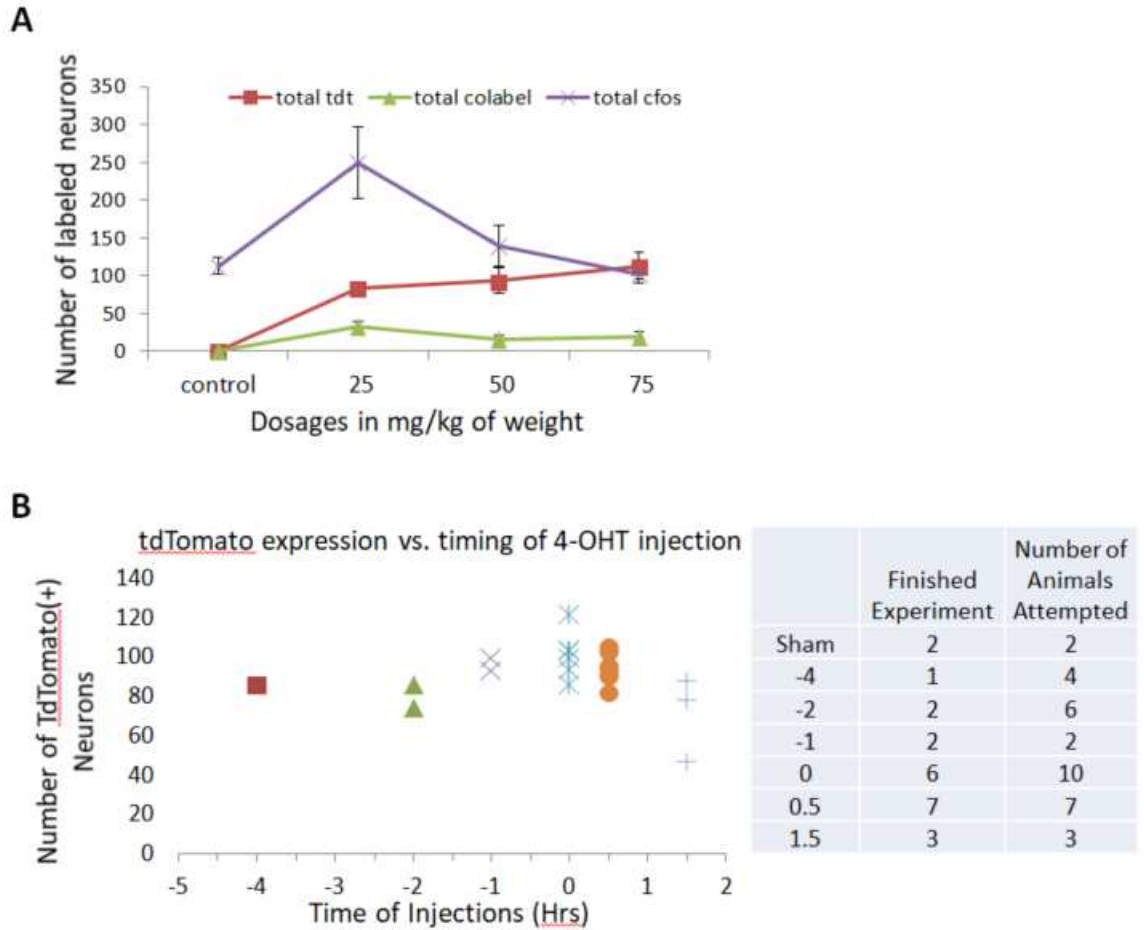 A
350
300
250
200
150
100
50
0
total tdt total colabel total cfos
Number of labeled neurons
control 25 50 75
Dosages in mg/kg of weight
B
tdTomato expression vs. timing of 4-OHT injection
Number of TdTomato(+)
Neurons
140
120
100
80
60
40
20
0
-5 -4 -3 -2 -1 0 1 2
Time of Injections (Hrs)
Finished Experiment Number of Animals Attempted
Sham 2 2
-4 1 4
-2 2 6
-1 2 2
0 6 10
0.5 7 7
1.5 3 3